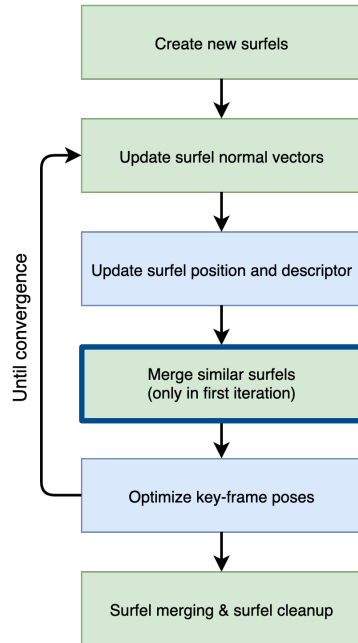 Create new surfels
Update surfel normal vectors
Until convergence
Update surfel position and descriptor
Merge similar surfels
(only in first iteration)
Optimize key-frame poses
Surfel merging & surfel cleanup